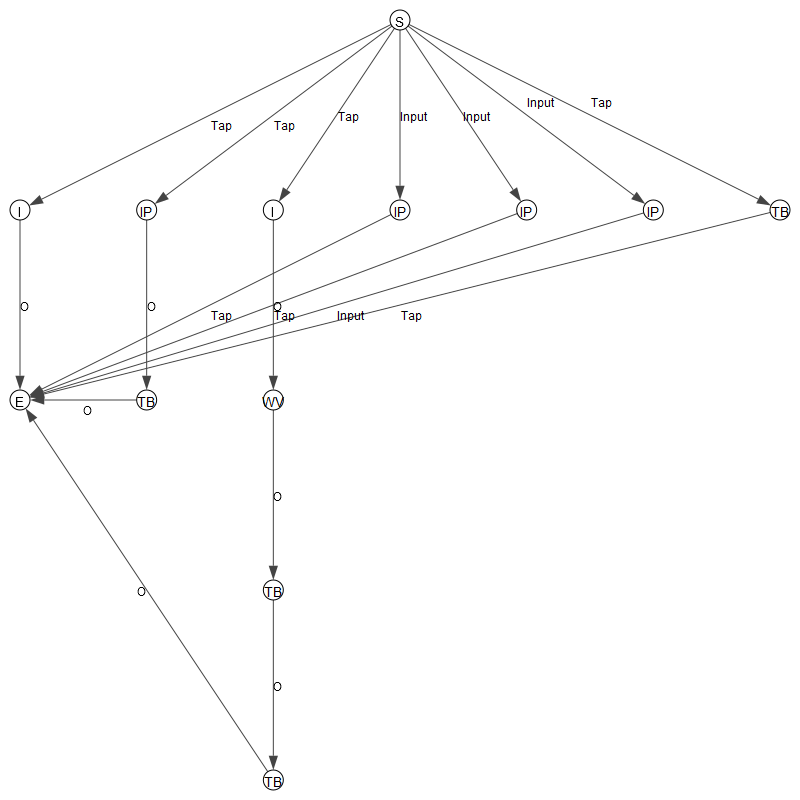 S
Input Tap
Tap Input Input
Tap Tap
I IP I IP IP IP TB
O O O
Tap Tap Input Tap
E TB WV
O
O
TB
O
O
TB